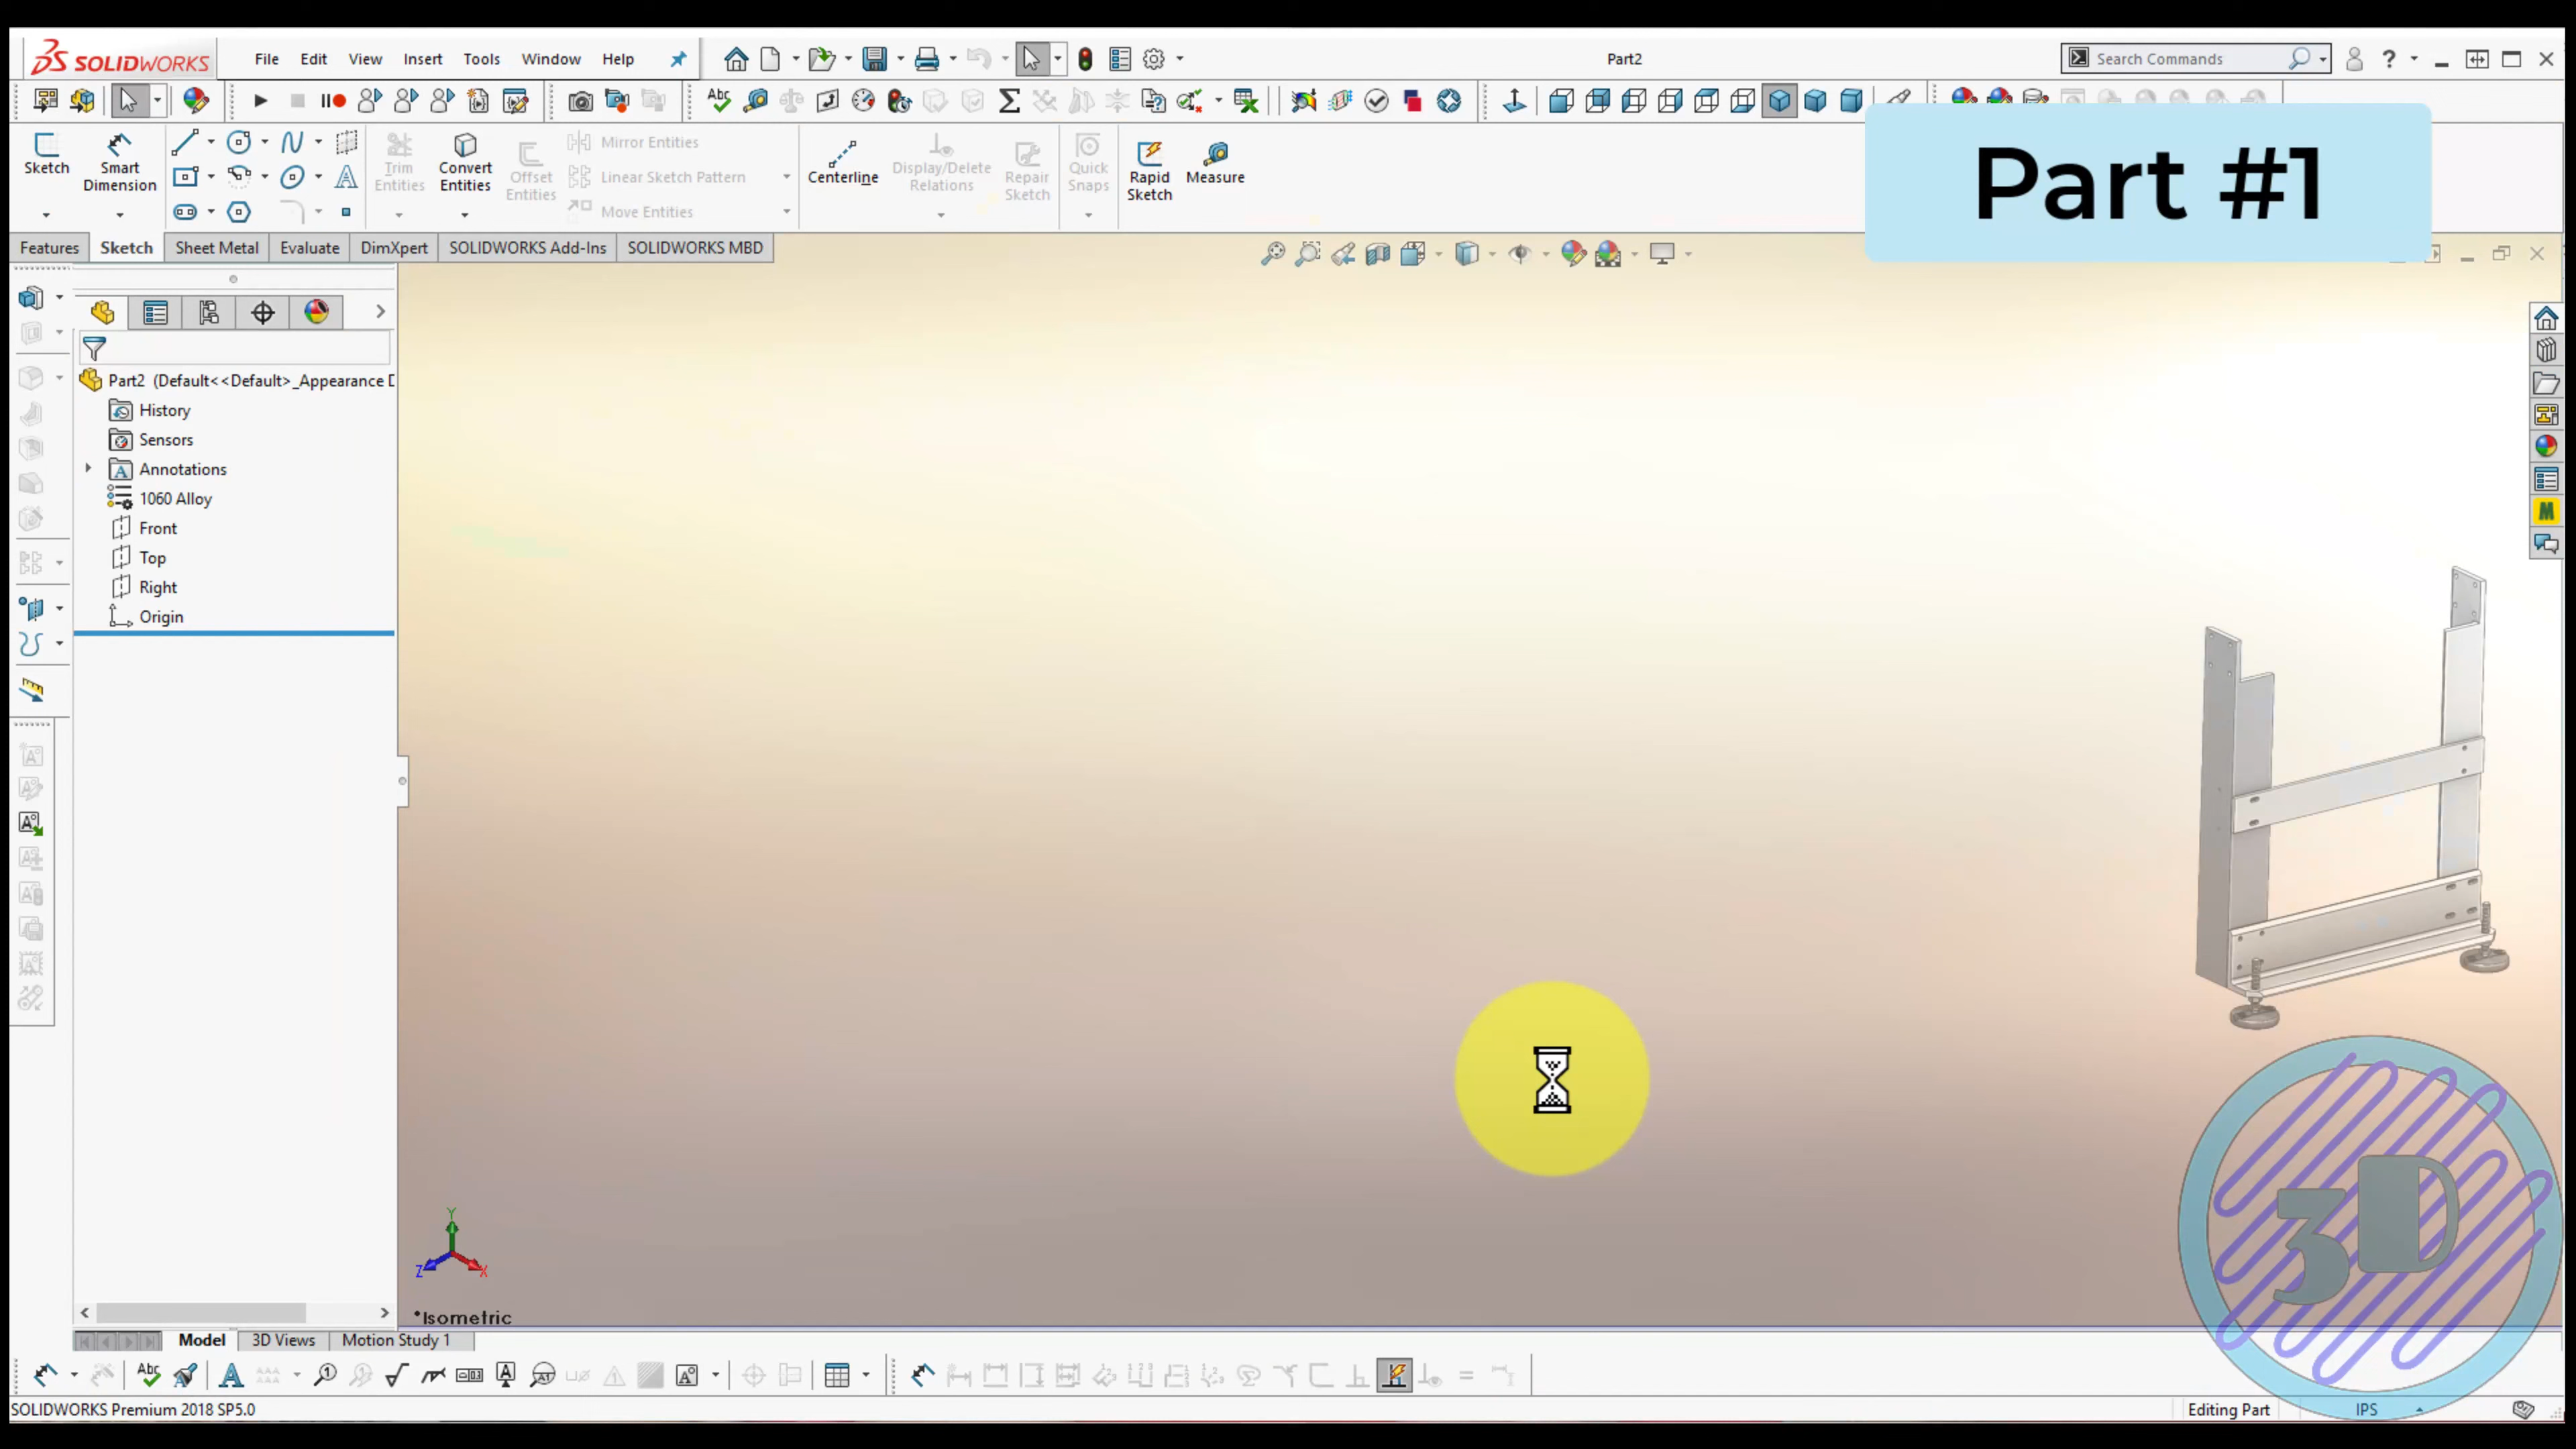 SOLIDWORKS
File Edit View Insert Tools Window Help
Part2
Search Commands
Part #1
Sketch
Smart Dimension
Trim Entities
Convert Entities
Offset Entities
Mirror Entities
Linear Sketch Pattern
Move Entities
Centerline
Display/Delete Relations
Repair Sketch
Quick Snaps
Rapid Sketch
Measure
Features Sketch Sheet Metal Evaluate DimXpert SOLIDWORKS Add-Ins SOLIDWORKS MBD
Part2 (Default<<Default>_Appearance D
History
Sensors
Annotations
1060 Alloy
Front
Top
Right
Origin
M
Y
Z
X
*Isometric
3D
Model 3D Views Motion Study 1
SOLIDWORKS Premium 2018 SP5.0
Editing Part
IPS